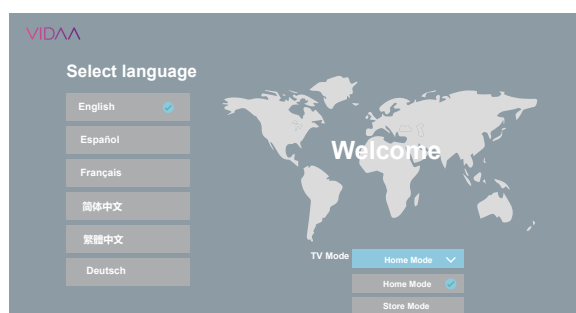 VIDAA
Select language
English
Español
Français
简体中文
繁體中文
Deutsch
Welcome
TV Mode
Home Mode
Home Mode
Store Mode